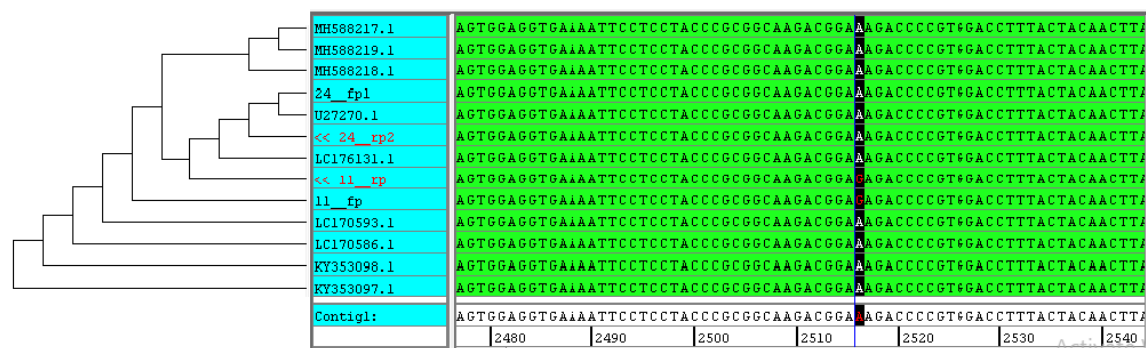 MH588217.1 AGTGGAGGTGAAAATTCCTCCTACCCGCGGCAAGACGGAAAGACCCCGTGGACCTTTACTACAACTTA
MH588219.1 AGTGGAGGTGAAAATTCCTCCTACCCGCGGCAAGACGGAAAGACCCCGTGGACCTTTACTACAACTTA
MH588218.1 AGTGGAGGTGAAAATTCCTCCTACCCGCGGCAAGACGGAAAGACCCCGTGGACCTTTACTACAACTTA
24__fp1 AGTGGAGGTGAAAATTCCTCCTACCCGCGGCAAGACGGAAAGACCCCGTGGACCTTTACTACAACTTA
U27270.1 AGTGGAGGTGAAAATTCCTCCTACCCGCGGCAAGACGGAAAGACCCCGTGGACCTTTACTACAACTTA
<< 24__rp2 AGTGGAGGTGAAAATTCCTCCTACCCGCGGCAAGACGGAAAGACCCCGTGGACCTTTACTACAACTTA
LC176131.1 AGTGGAGGTGAAAATTCCTCCTACCCGCGGCAAGACGGAAAGACCCCGTGGACCTTTACTACAACTTA
<< 11__rp AGTGGAGGTGAAAATTCCTCCTACCCGCGGCAAGACGGAGAGACCCCGTGGACCTTTACTACAACTTA
11__fp AGTGGAGGTGAAAATTCCTCCTACCCGCGGCAAGACGGAGAGACCCCGTGGACCTTTACTACAACTTA
LC170593.1 AGTGGAGGTGAAAATTCCTCCTACCCGCGGCAAGACGGAAAGACCCCGTGGACCTTTACTACAACTTA
LC170586.1 AGTGGAGGTGAAAATTCCTCCTACCCGCGGCAAGACGGAAAGACCCCGTGGACCTTTACTACAACTTA
KY353098.1 AGTGGAGGTGAAAATTCCTCCTACCCGCGGCAAGACGGAAAGACCCCGTGGACCTTTACTACAACTTA
KY353097.1 AGTGGAGGTGAAAATTCCTCCTACCCGCGGCAAGACGGAAAGACCCCGTGGACCTTTACTACAACTTA
Contig1: AGTGGAGGTGAAAATTCCTCCTACCCGCGGCAAGACGGAAAGACCCCGTGGACCTTTACTACAACTTA
2480 2490 2500 2510 2520 2530 2540